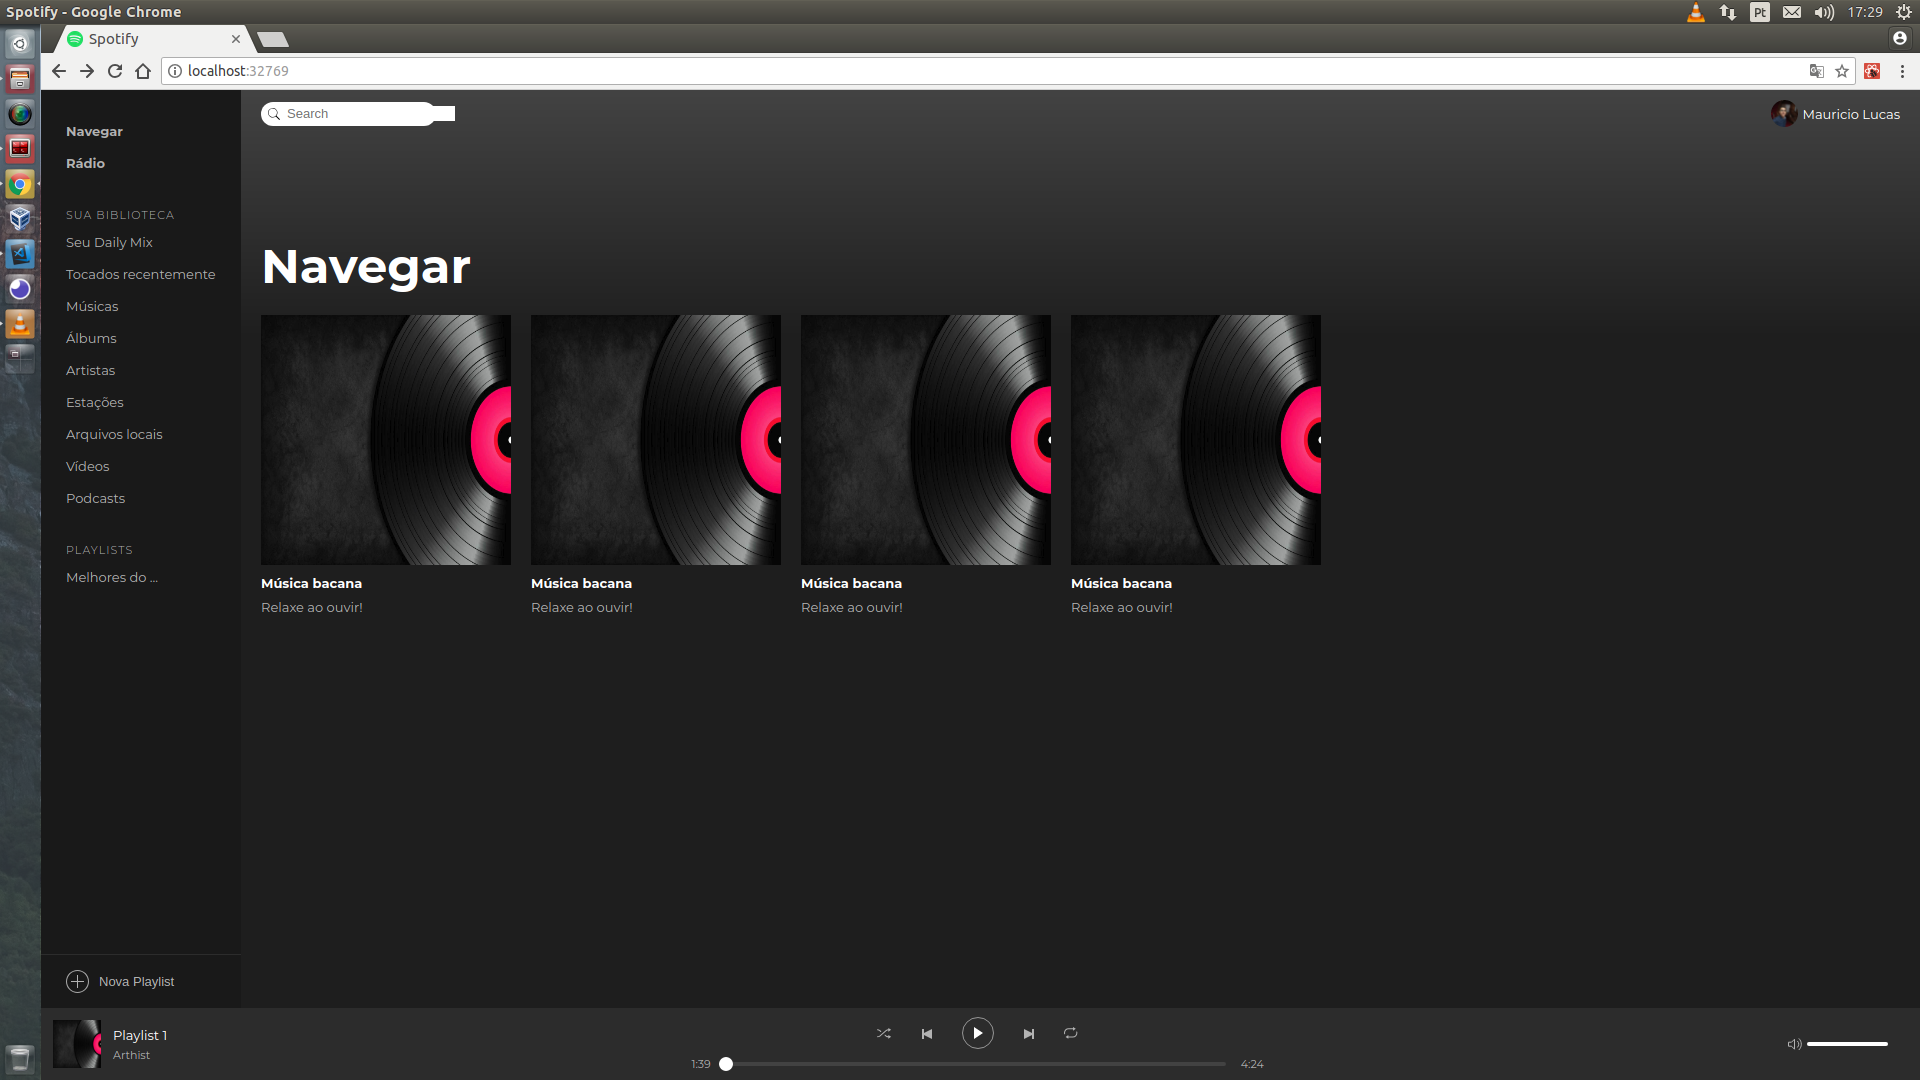 Spotify - Google Chrome
Pt
17:29
Spotify
localhost:32769
Navegar
Rádio
SUA BIBLIOTECA
Seu Daily Mix
Tocados recentemente
Músicas
Álbums
Artistas
Estações
Arquivos locais
Vídeos
Podcasts
PLAYLISTS
Melhores do ...
Nova Playlist
Search
Mauricio Lucas
Navegar
Música bacana
Relaxe ao ouvir!
Música bacana
Relaxe ao ouvir!
Música bacana
Relaxe ao ouvir!
Música bacana
Relaxe ao ouvir!
Playlist 1
Arthist
1:39
4:24